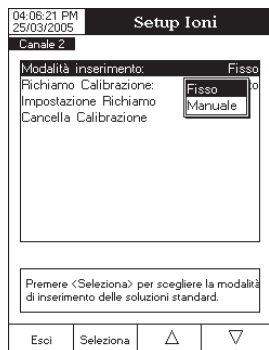 04:06:21 PM
25/03/2005
Setup Ioni
Canale 2
Modalità inserimento: Fisso
Richiamo Calibrazione:
Fisso
Impostazione Richiamo
Manuale
Cancella Calibrazione
Premere <Seleziona> per scegliere la modalità
di inserimento delle soluzioni standard.
Esci Seleziona △ ▽